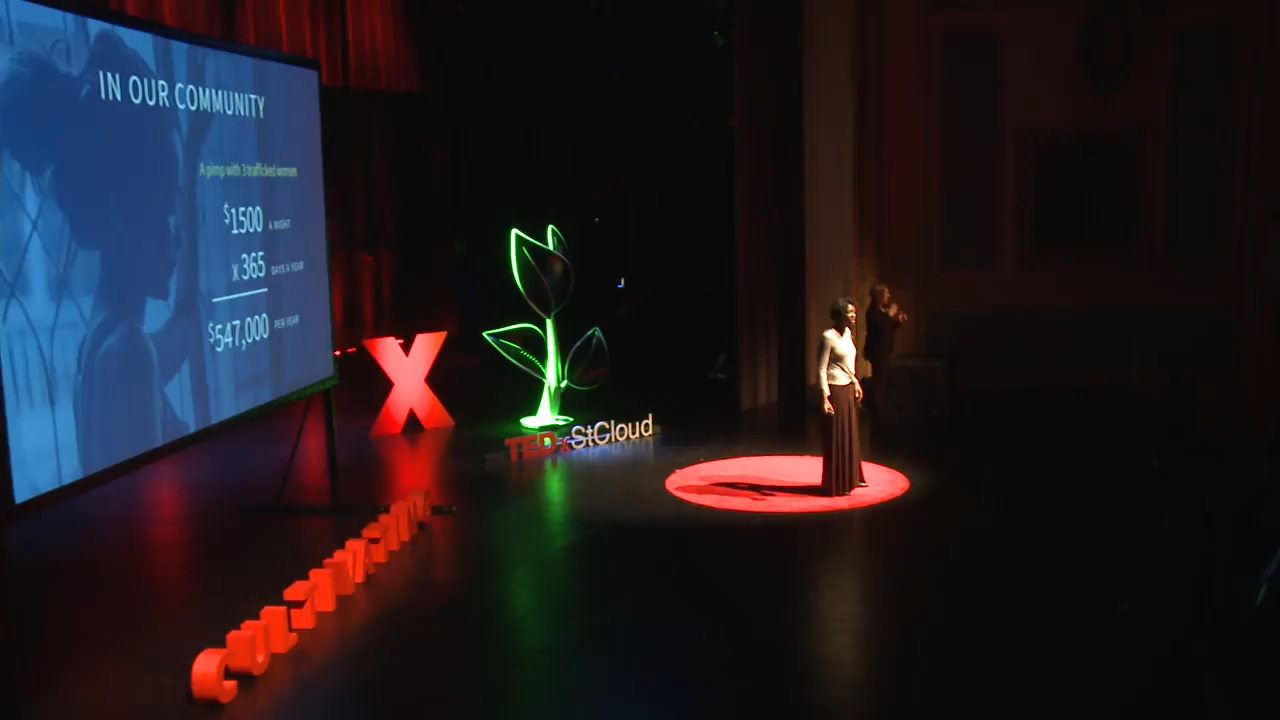 IN OUR COMMUNITY
A pimp with 3 trafficked women
$1500 A NIGHT
x 365 DAYS A YEAR
$547,000 PER YEAR
X
TEDxStCloud